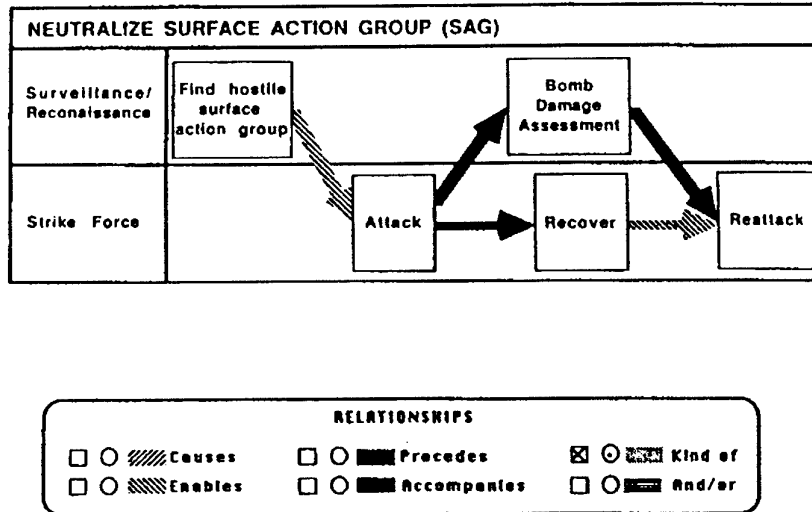 NEUTRALIZE SURFACE ACTION GROUP (SAG)
Surveillance/
Reconaissance
Find hostile
surface
action group
Bomb
Damage
Assessment
Strike Force
Attack
Recover
Reattack
RELATIONSHIPS
Causes
Precedes
Kind of
Enables
Accompanies
And/or